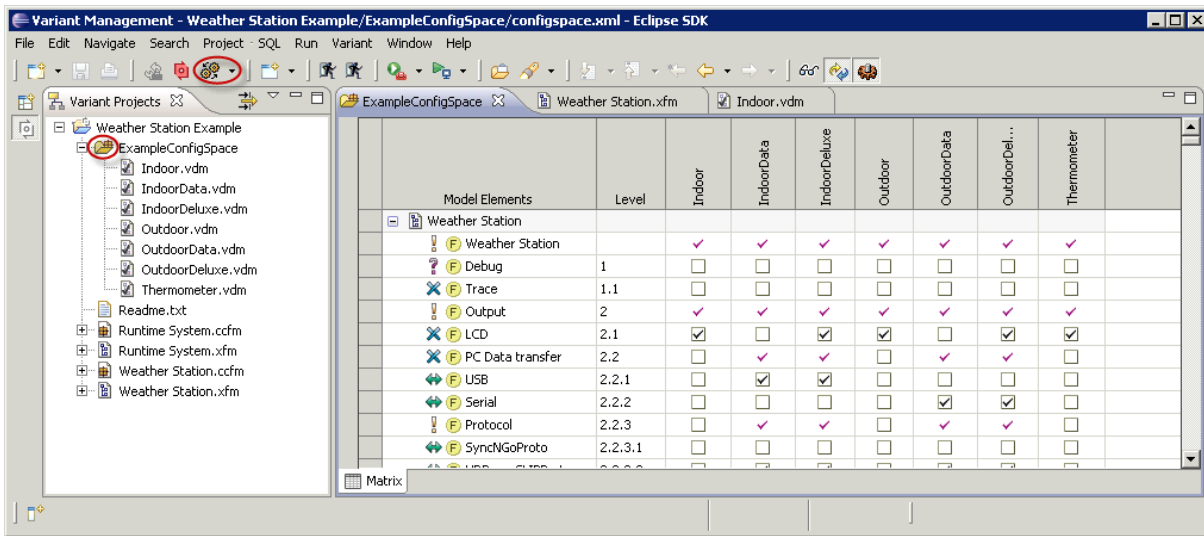 Variant Management - Weather Station Example/ExampleConfigSpace/configspace.xml - Eclipse SDK
File Edit Navigate Search Project SQL Run Variant Window Help
Variant Projects
Weather Station Example
ExampleConfigSpace
Indoor.vdm
IndoorData.vdm
IndoorDeluxe.vdm
Outdoor.vdm
OutdoorData.vdm
OutdoorDeluxe.vdm
Thermometer.vdm
Readme.txt
Runtime System.ccfm
Runtime System.xfm
Weather Station.ccfm
Weather Station.xfm
ExampleConfigSpace Weather Station.xfm Indoor.vdm
Model Elements Level Indoor IndoorData IndoorDeluxe Outdoor OutdoorData OutdoorDel... Thermometer
Weather Station
F Weather Station
F Debug 1
F Trace 1.1
F Output 2
F LCD 2.1
F PC Data transfer 2.2
F USB 2.2.1
F Serial 2.2.2
F Protocol 2.2.3
F SyncNGoProto 2.2.3.1
Matrix